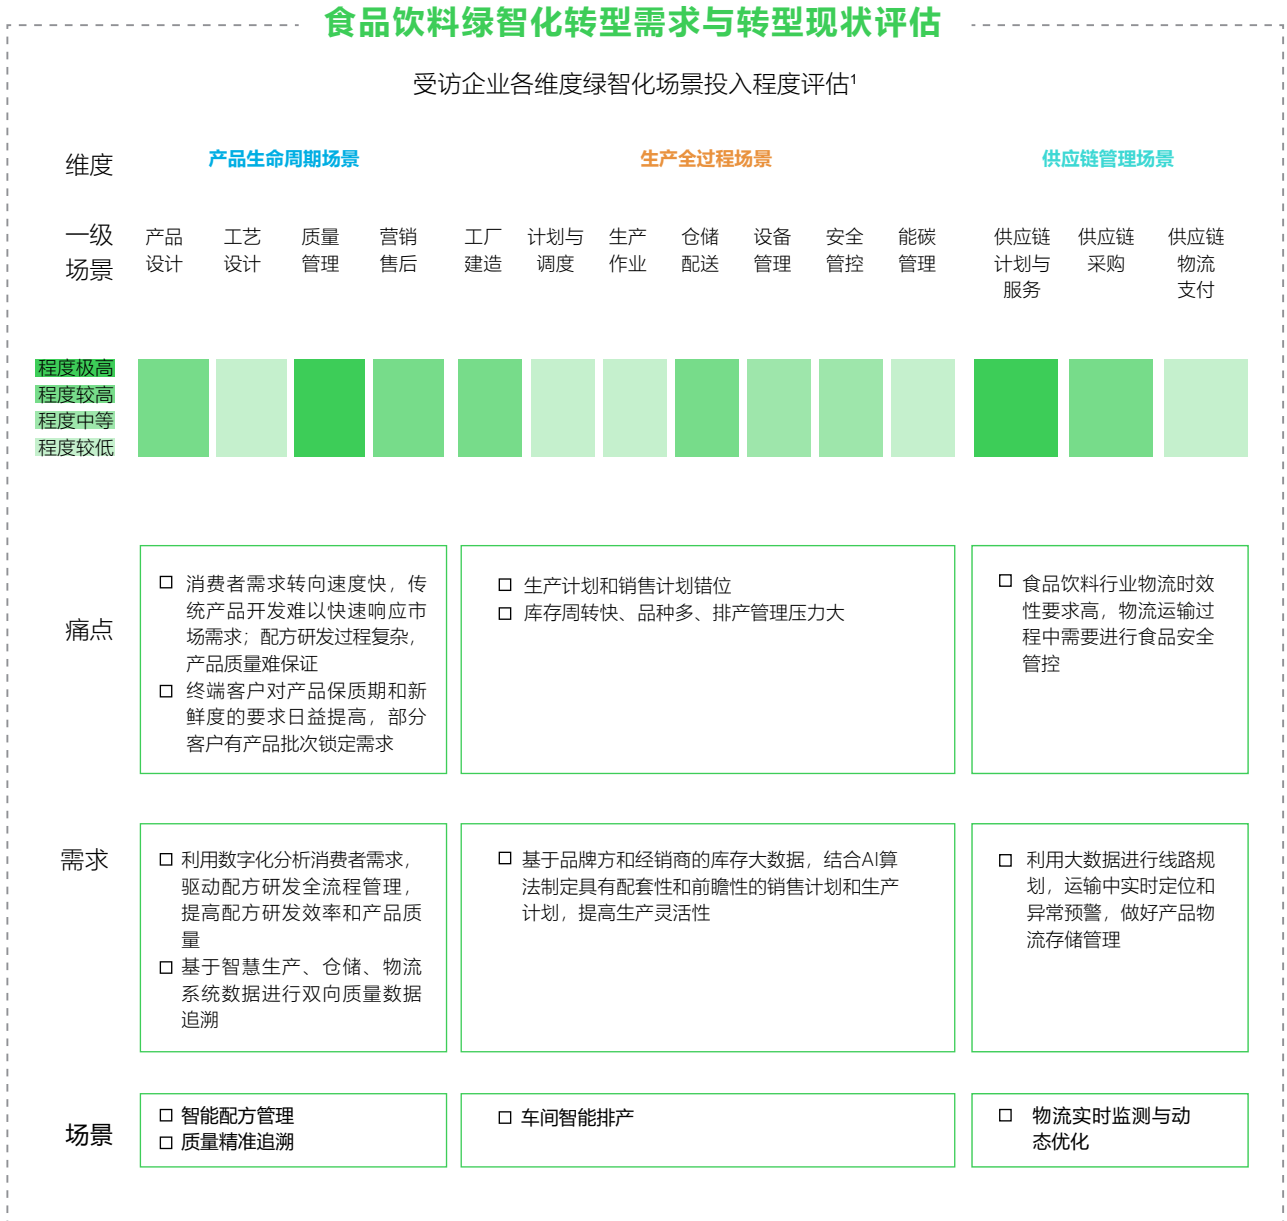 食品饮料绿智化转型需求与转型现状评估
受访企业各维度绿智化场景投入程度评估¹
维度
产品生命周期场景
生产全过程场景
供应链管理场景
一级
场景
产品
设计
工艺
设计
质量
管理
营销
售后
工厂
建造
计划与
调度
生产
作业
仓储
配送
设备
管理
安全
管控
能碳
管理
供应链
计划与
服务
供应链
采购
供应链
物流
支付
程度极高
程度较高
程度中等
程度较低
痛点
消费者需求转向速度快，传
统产品开发难以快速响应市
场需求；配方研发过程复杂，
产品质量难保证
终端客户对产品保质期和新
鲜度的要求日益提高，部分
客户有产品批次锁定需求
生产计划和销售计划错位
库存周转快、品种多、排产管理压力大
食品饮料行业物流时效
性要求高，物流运输过
程中需要进行食品安全
管控
需求
利用数字化分析消费者需求，
驱动配方研发全流程管理，
提高配方研发效率和产品质
量
基于智慧生产、仓储、物流
系统数据进行双向质量数据
追溯
基于品牌方和经销商的库存大数据，结合AI算
法制定具有配套性和前瞻性的销售计划和生产
计划，提高生产灵活性
利用大数据进行线路规
划，运输中实时定位和
异常预警，做好产品物
流存储管理
场景
智能配方管理
质量精准追溯
车间智能排产
物流实时监测与动
态优化